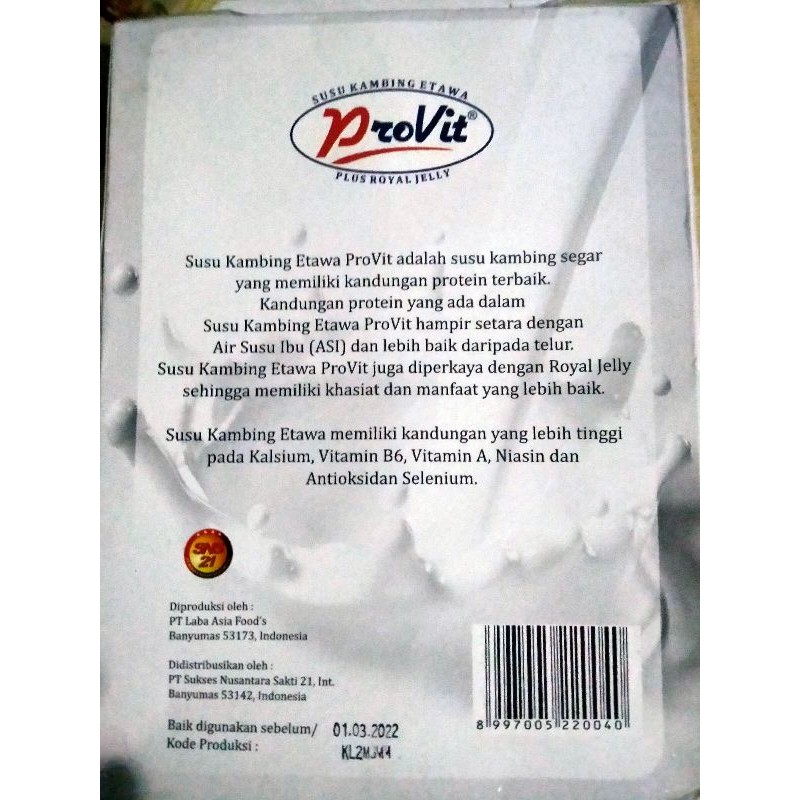 SUSU KAMBING ETAWA
ProVit®
PLUS ROYAL JELLY
Susu Kambing Etawa ProVit adalah susu kambing segar
yang memiliki kandungan protein terbaik.
Kandungan protein yang ada dalam
Susu Kambing Etawa ProVit hampir setara dengan
Air Susu Ibu (ASI) dan lebih baik daripada telur.
Susu Kambing Etawa ProVit juga diperkaya dengan Royal Jelly
sehingga memiliki khasiat dan manfaat yang lebih baik.
Susu Kambing Etawa memiliki kandungan yang lebih tinggi
pada Kalsium, Vitamin B6, Vitamin A, Niasin dan
Antioksidan Selenium.
SNS
21
Diproduksi oleh :
PT Laba Asia Food's
Banyumas 53173, Indonesia
Didistribusikan oleh :
PT Sukses Nusantara Sakti 21, Int.
Banyumas 53142, Indonesia
Baik digunakan sebelum/ 01.03.2022
Kode Produksi :
8 997005 220040